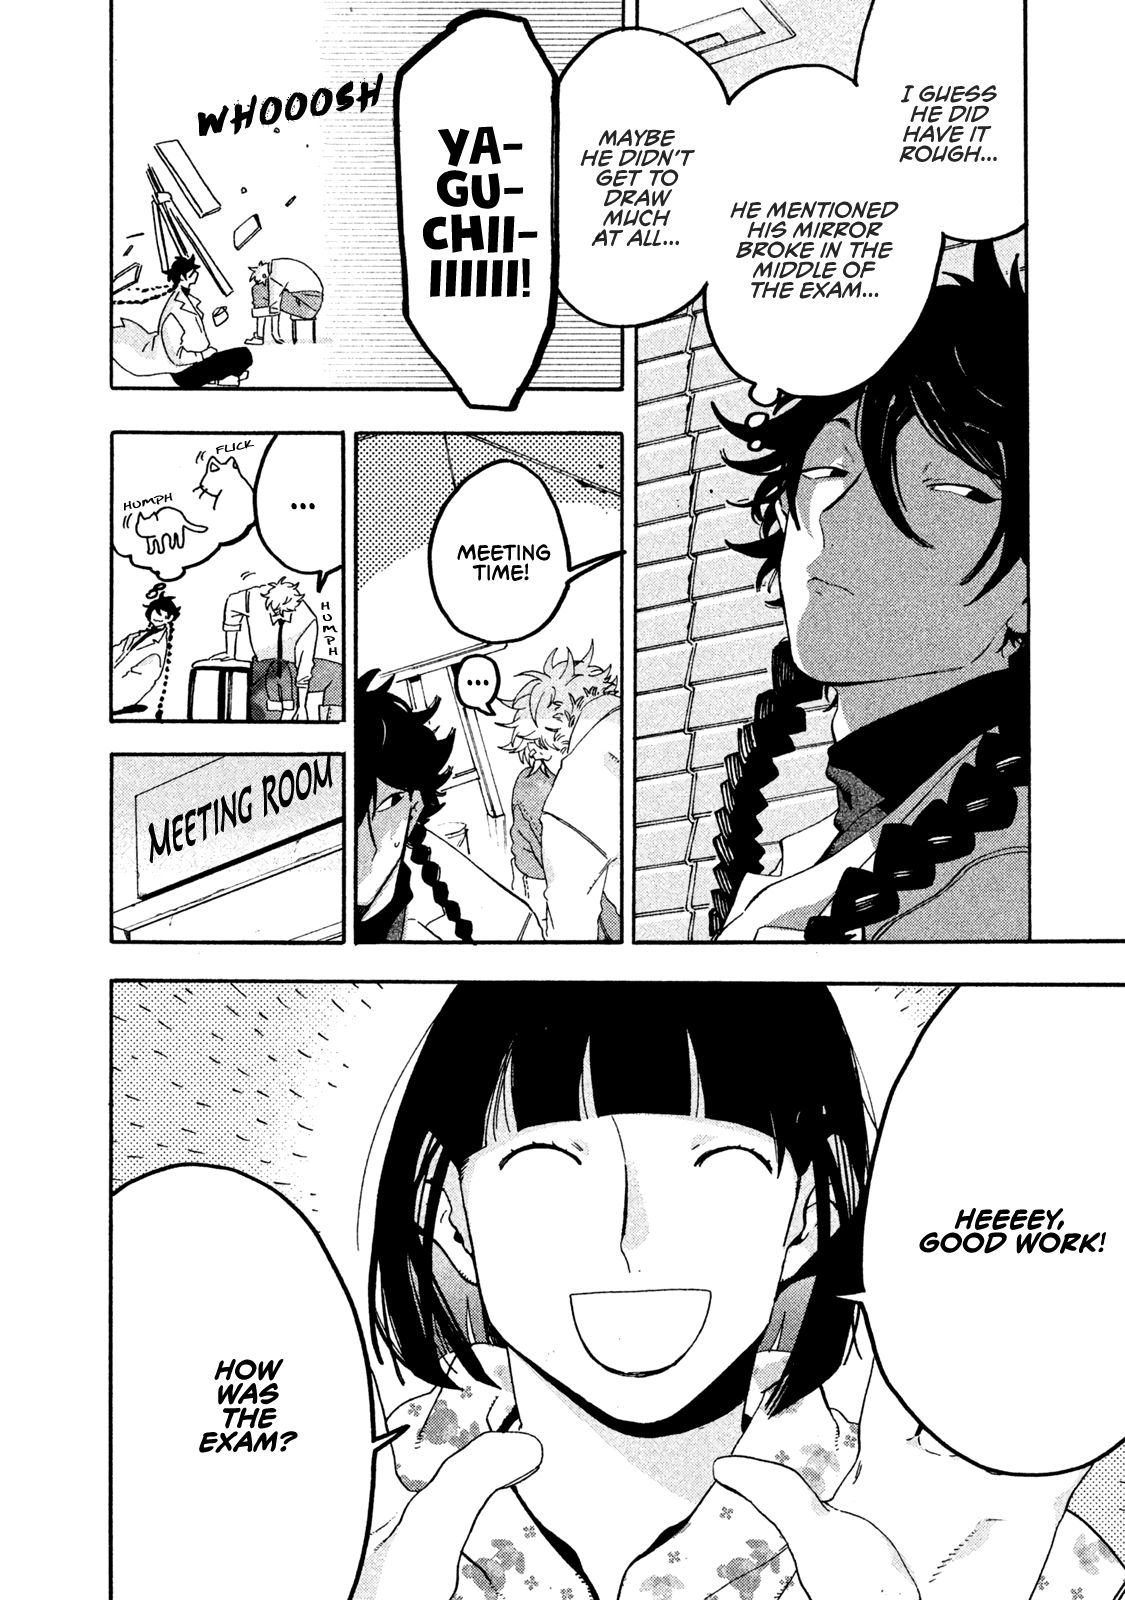 I GUESS
HE DID
HAVE IT
ROUGH...
HE MENTIONED
HIS MIRROR
BROKE IN THE
MIDDLE OF
THE EXAM...
MAYBE
HE DIDN'T
GET TO
DRAW
MUCH
AT ALL...
YA-
GU-
CHII-
IIIIIII!
WHOOOSH
MEETING
TIME!
...
...
FLICK
HUMPH
HUMPH
MEETING ROOM
HEEEEY,
GOOD WORK!
HOW
WAS
THE
EXAM?